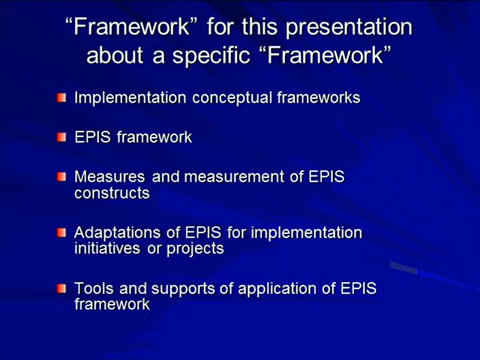 “Framework” for this presentation
about a specific “Framework”
Implementation conceptual frameworks
EPIS framework
Measures and measurement of EPIS
constructs
Adaptations of EPIS for implementation
initiatives or projects
Tools and supports of application of EPIS
framework